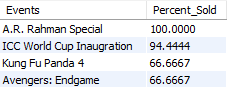 Events Percent_Sold
A.R. Rahman Special 100.0000
ICC World Cup Inaugration 94.4444
Kung Fu Panda 4 66.6667
Avengers: Endgame 66.6667